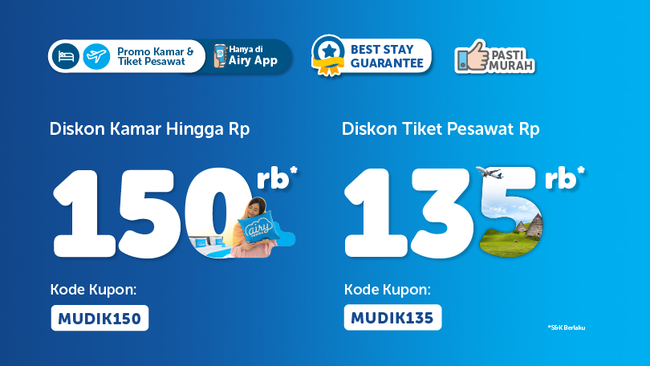 Promo Kamar &
Tiket Pesawat
Hanya di
Airy App
BEST STAY
GUARANTEE
PASTI
MURAH
Diskon Kamar Hingga Rp
150rb*
airy
Kode Kupon:
MUDIK150
Diskon Tiket Pesawat Rp
135rb*
Kode Kupon:
MUDIK135
*S&K Berlaku